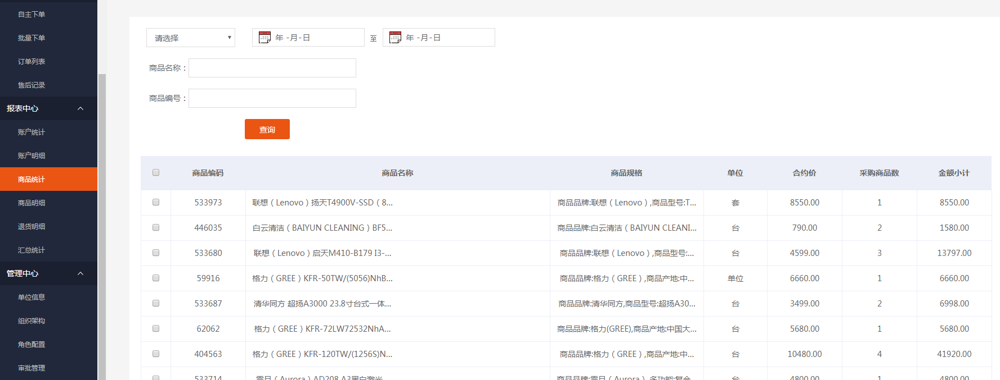 自主下单
批量下单
订单列表
售后记录
报表中心
账户统计
账户明细
商品统计
商品明细
退货明细
汇总统计
管理中心
单位信息
组织架构
角色配置
审批管理
请选择 年 -月-日 至 年 -月-日
商品名称：
商品编号：
查询
商品编码 商品名称 商品规格 单位 合约价 采购商品数 金额小计
533973 联想（Lenovo）扬天T4900V-SSD（8... 商品品牌:联想（Lenovo）,商品型号:T... 套 8550.00 1 8550.00
446035 白云清洁（BAIYUN CLEANING）BF5... 商品品牌:白云清洁（BAIYUN CLEANI... 台 790.00 2 1580.00
533680 联想（Lenovo）启天M410-B179 I3-... 商品品牌:联想（Lenovo）,商品型号:... 台 4599.00 3 13797.00
59916 格力（GREE）KFR-50TW/(5056)NhB... 商品品牌:格力（GREE）,商品产地:中... 单位 6660.00 1 6660.00
533687 清华同方 超扬A3000 23.8寸台式一体... 商品品牌:清华同方,商品型号:超扬A30... 台 3499.00 2 6998.00
62062 格力（GREE）KFR-72LW72532NhA... 商品品牌:格力(GREE),商品产地:中国大... 台 5680.00 1 5680.00
404563 格力（GREE）KFR-120TW/(1256S)N... 商品品牌:格力（GREE）,商品产地:中... 台 10480.00 4 41920.00
533714 震旦（Aurora）AD208 A3黑白激光... 商品品牌:震旦（Aurora）,多功能:复合... 台 4800.00 1 4800.00